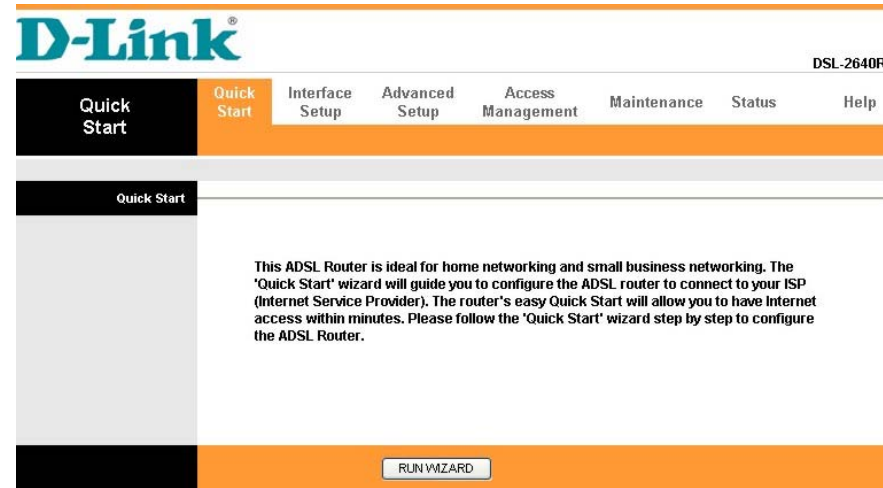 D-Link®
DSL-2640R
Quick
Start
Quick
Start
Interface
Setup
Advanced
Setup
Access
Management
Maintenance
Status
Help
Quick Start
This ADSL Router is ideal for home networking and small business networking. The
'Quick Start' wizard will guide you to configure the ADSL router to connect to your ISP
(Internet Service Provider). The router's easy Quick Start will allow you to have Internet
access within minutes. Please follow the 'Quick Start' wizard step by step to configure
the ADSL Router.
RUN WIZARD